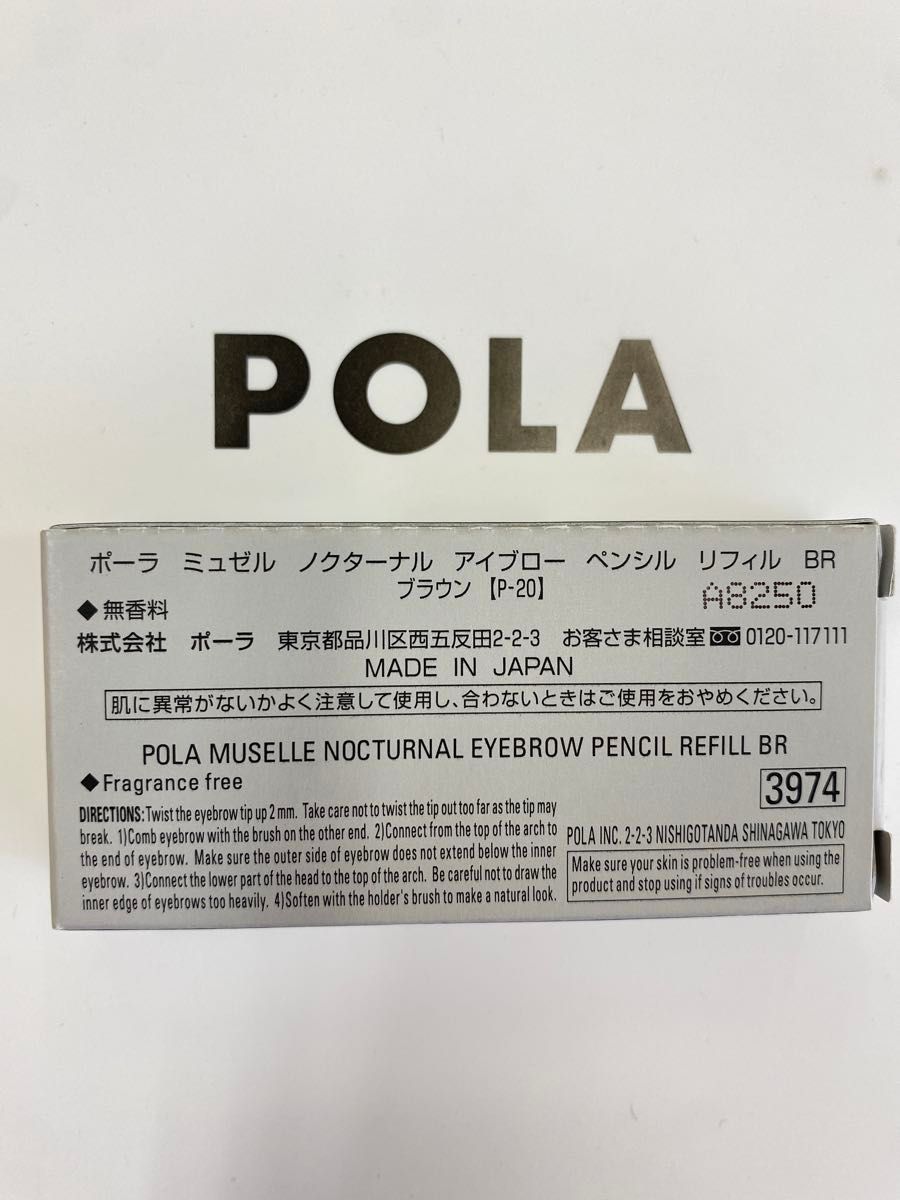 POLA
ポーラ ミュゼル ノクターナル アイブロー ペンシル リフィル BR
ブラウン【P-20】
A8250
◆無香料
株式会社 ポーラ 東京都品川区西五反田2-2-3 お客さま相談室 0120-117111
MADE IN JAPAN
肌に異常がないかよく注意して使用し、合わないときはご使用をおやめください。
POLA MUSELLE NOCTURNAL EYEBROW PENCIL REFILL BR
◆Fragrance free
3974
DIRECTIONS:Twist the eyebrow tip up 2 mm. Take care not to twist the tip out too far as the tip may
break. 1)Comb eyebrow with the brush on the other end. 2)Connect from the top of the arch to
the end of eyebrow. Make sure the outer side of eyebrow does not extend below the inner
eyebrow. 3)Connect the lower part of the head to the top of the arch. Be careful not to draw the
inner edge of eyebrows too heavily. 4)Soften with the holder's brush to make a natural look.
POLA INC. 2-2-3 NISHIGOTANDA SHINAGAWA TOKYO
Make sure your skin is problem-free when using the
product and stop using if signs of troubles occur.